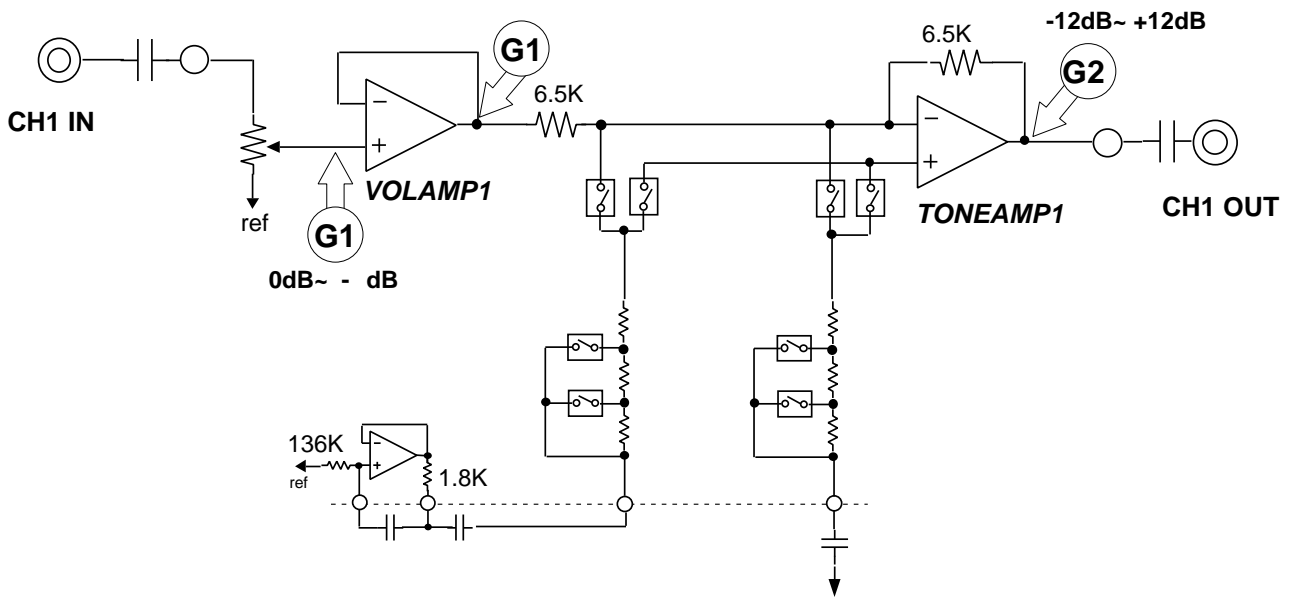 -12dB~ +12dB
G1
6.5K
G2
6.5K
CH1 IN
−
+
−
+
VOLAMP1
TONEAMP1
CH1 OUT
ref
G1
0dB~ - dB
136K
−
+
ref
1.8K